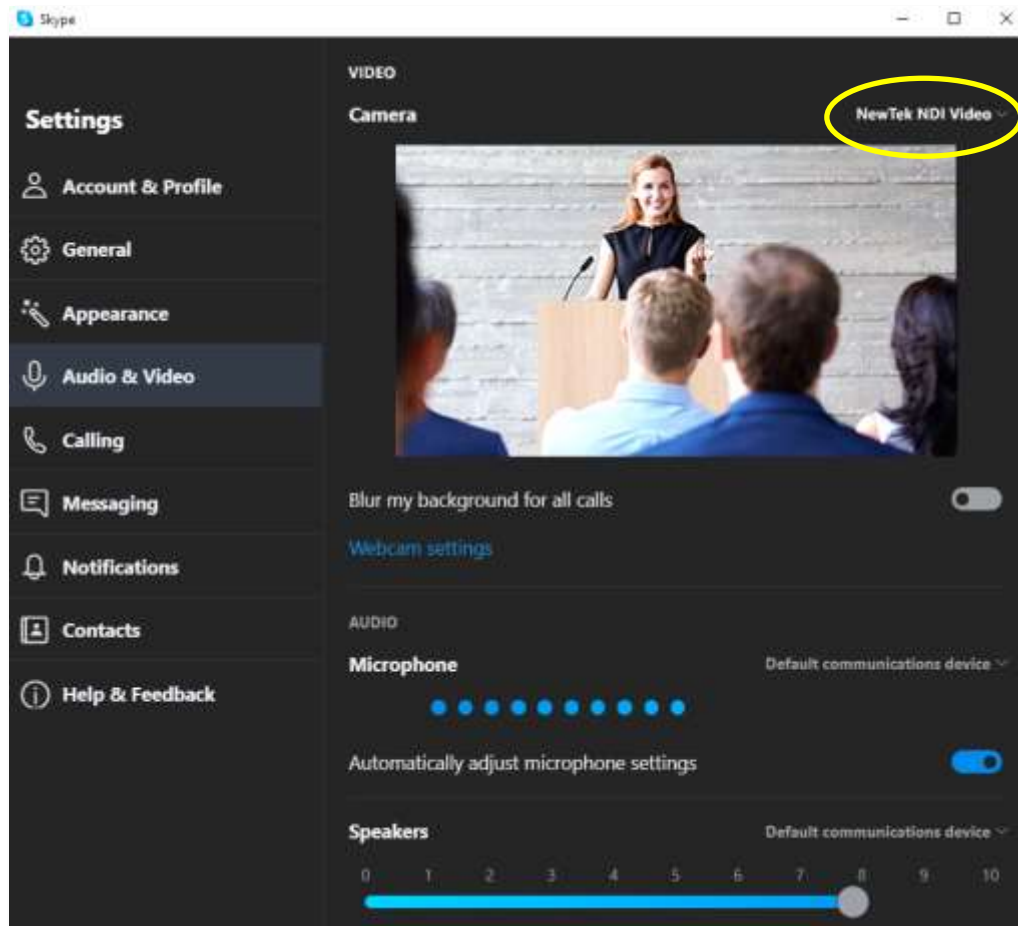 Skype
VIDEO
Settings
Camera
NewTek NDI Video
Account & Profile
General
Appearance
Audio & Video
Calling
Messaging
Notifications
Contacts
Help & Feedback
Blur my background for all calls
Webcam settings
AUDIO
Microphone
Default communications device
Automatically adjust microphone settings
Speakers
Default communications device
0 1 2 3 4 5 6 7 8 9 10